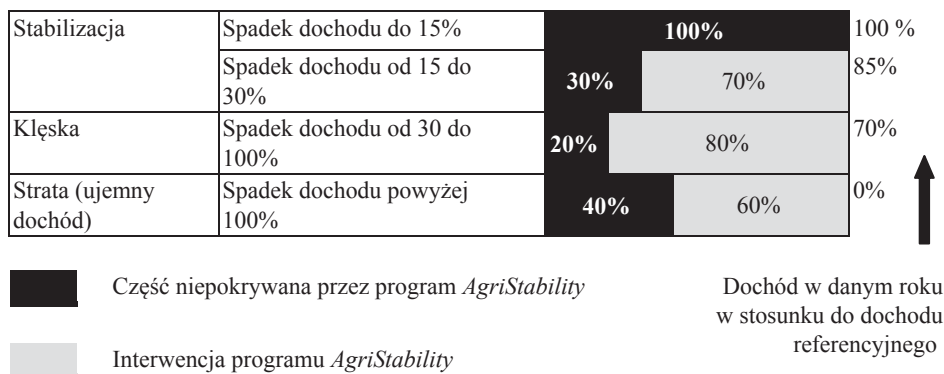 Stabilizacja Spadek dochodu do 15% 100% 100 %
Spadek dochodu od 15 do
30%
30% 70% 85%
Klęska Spadek dochodu od 30 do
100%
20% 80% 70%
Strata (ujemny
dochód)
Spadek dochodu powyżej
100%
40% 60% 0%
Część niepokrywana przez program AgriStability
Interwencja programu AgriStability
Dochód w danym roku
w stosunku do dochodu
referencyjnego